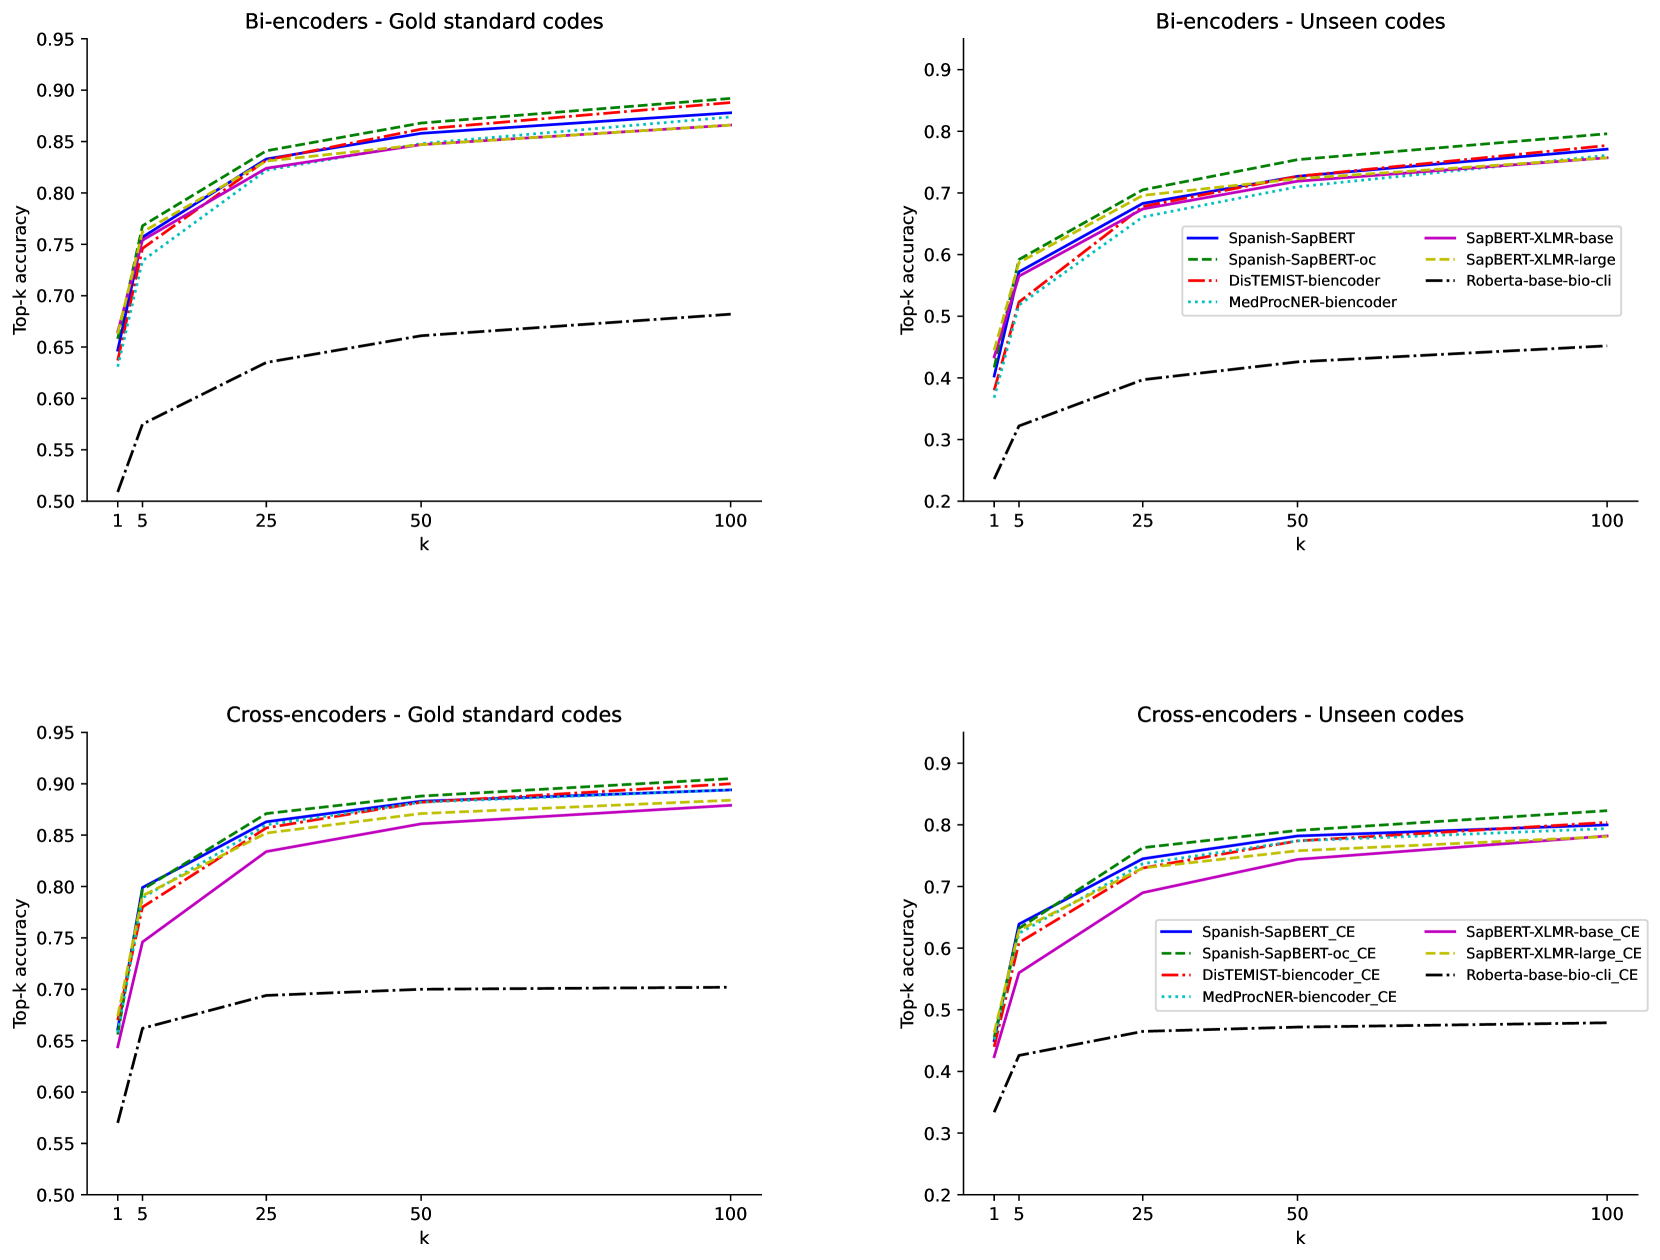 Bi-encoders - Gold standard codes
Top-k accuracy
0.95
0.90
0.85
0.80
0.75
0.70
0.65
0.60
0.55
0.50
1 5 25 50 100
k
Bi-encoders - Unseen codes
Top-k accuracy
0.9
0.8
0.7
0.6
0.5
0.4
0.3
0.2
Spanish-SapBERT
Spanish-SapBERT-oc
DisTEMIST-biencoder
MedProcNER-biencoder
SapBERT-XLMR-base
SapBERT-XLMR-large
Roberta-base-bio-cli
1 5 25 50 100
k
Cross-encoders - Gold standard codes
Top-k accuracy
0.95
0.90
0.85
0.80
0.75
0.70
0.65
0.60
0.55
0.50
1 5 25 50 100
k
Cross-encoders - Unseen codes
Top-k accuracy
0.9
0.8
0.7
0.6
0.5
0.4
0.3
0.2
Spanish-SapBERT_CE
Spanish-SapBERT-oc_CE
DisTEMIST-biencoder_CE
MedProcNER-biencoder_CE
SapBERT-XLMR-base_CE
SapBERT-XLMR-large_CE
Roberta-base-bio-cli_CE
1 5 25 50 100
k